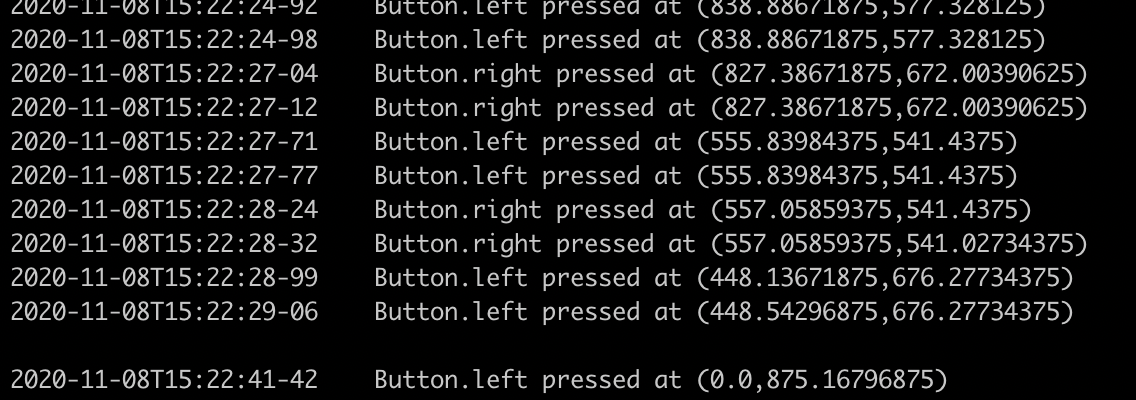 2020-11-08T15:22:24-92    Button.left pressed at (838.88671875,577.328125)
2020-11-08T15:22:24-98    Button.left pressed at (838.88671875,577.328125)
2020-11-08T15:22:27-04    Button.right pressed at (827.38671875,672.00390625)
2020-11-08T15:22:27-12    Button.right pressed at (827.38671875,672.00390625)
2020-11-08T15:22:27-71    Button.left pressed at (555.83984375,541.4375)
2020-11-08T15:22:27-77    Button.left pressed at (555.83984375,541.4375)
2020-11-08T15:22:28-24    Button.right pressed at (557.05859375,541.4375)
2020-11-08T15:22:28-32    Button.right pressed at (557.05859375,541.02734375)
2020-11-08T15:22:28-99    Button.left pressed at (448.13671875,676.27734375)
2020-11-08T15:22:29-06    Button.left pressed at (448.54296875,676.27734375)
2020-11-08T15:22:41-42    Button.left pressed at (0.0,875.16796875)